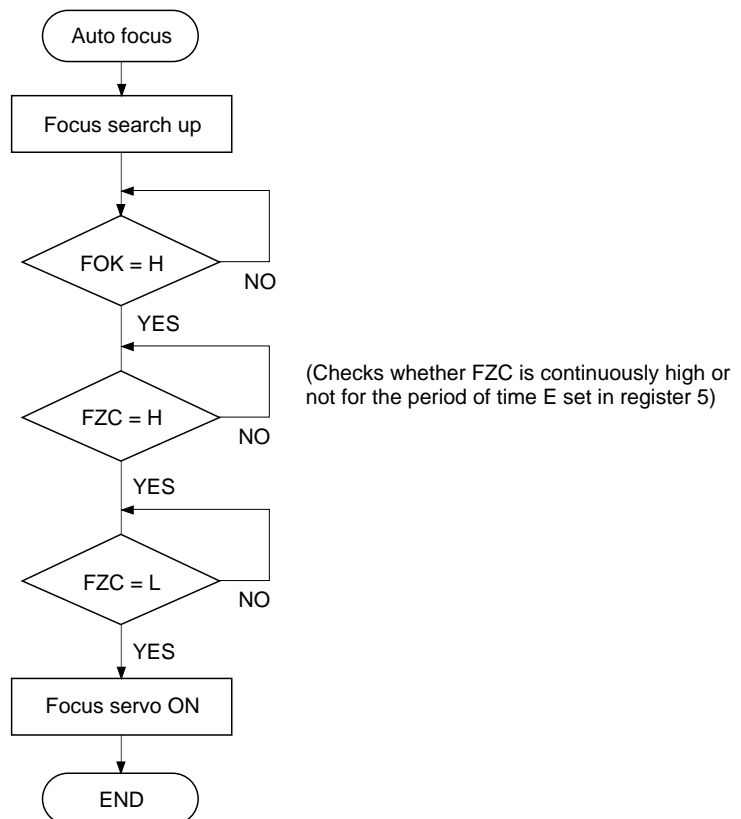 Auto focus
Focus search up
FOK = H
NO
YES
FZC = H
NO
(Checks whether FZC is continuously high or
not for the period of time E set in register 5)
YES
FZC = L
NO
YES
Focus servo ON
END